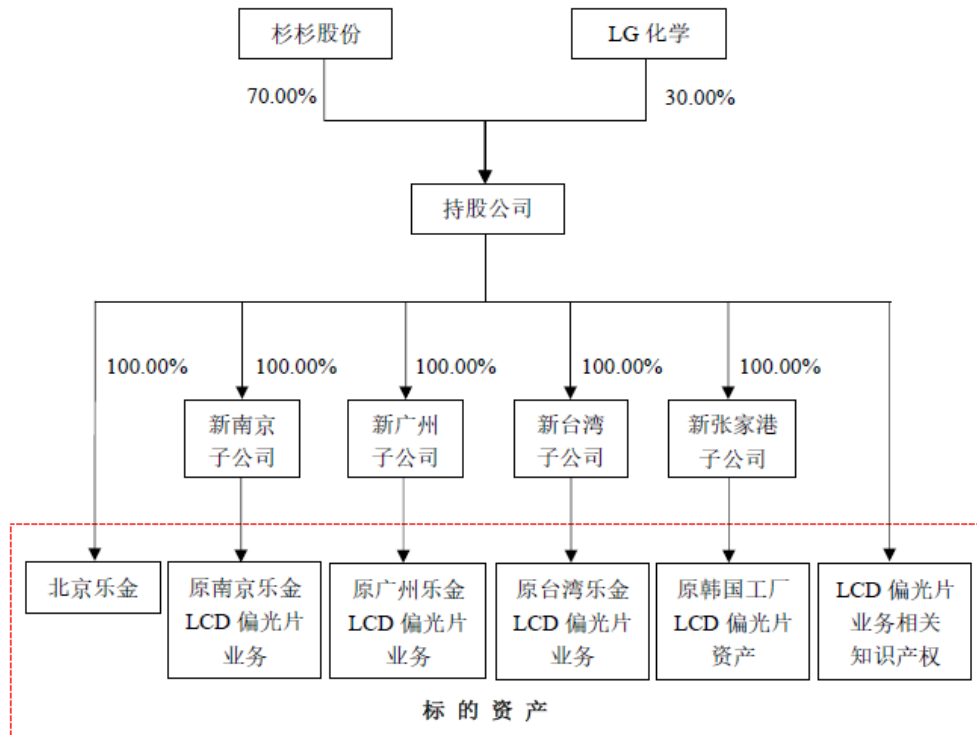 杉杉股份
LG 化学
70.00%
30.00%
持股公司
100.00%
100.00%
100.00%
100.00%
100.00%
新南京
子公司
新广州
子公司
新台湾
子公司
新张家港
子公司
北京乐金
原南京乐金
LCD 偏光片
业务
原广州乐金
LCD 偏光片
业务
原台湾乐金
LCD 偏光片
业务
原韩国工厂
LCD 偏光片
资产
LCD 偏光片
业务相关
知识产权
标 的 资 产